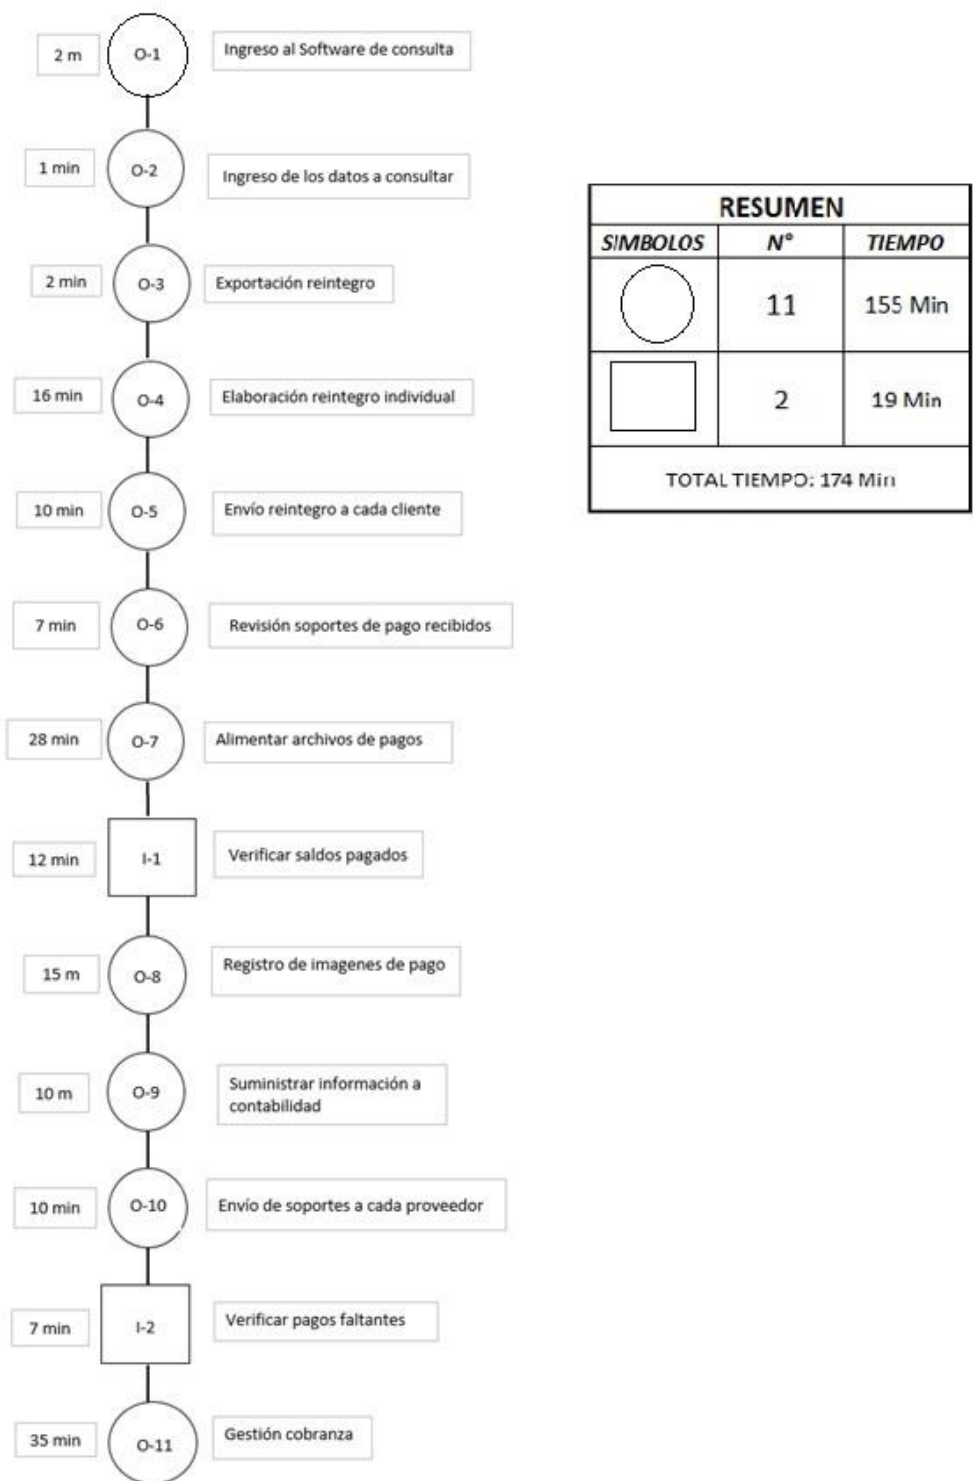 2 m
O-1
Ingreso al Software de consulta
1 min
O-2
Ingreso de los datos a consultar
2 min
O-3
Exportación reintegro
16 min
O-4
Elaboración reintegro individual
10 min
O-5
Envío reintegro a cada cliente
7 min
O-6
Revisión soportes de pago recibidos
28 min
O-7
Alimentar archivos de pagos
12 min
I-1
Verificar saldos pagados
15 m
O-8
Registro de imagenes de pago
10 m
O-9
Suministrar información a
contabilidad
10 min
O-10
Envío de soportes a cada proveedor
7 min
I-2
Verificar pagos faltantes
35 min
O-11
Gestión cobranza
RESUMEN
SIMBOLOS N° TIEMPO
11 155 Min
2 19 Min
TOTAL TIEMPO: 174 Min